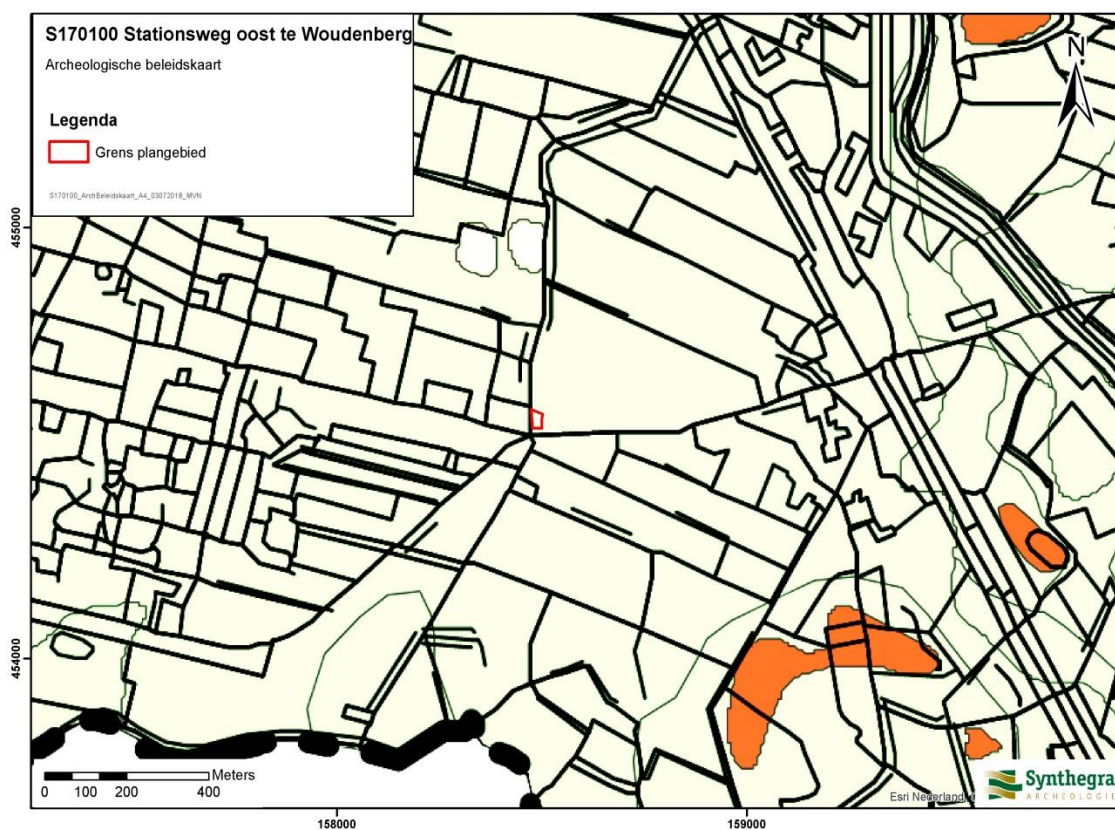 S170100 Stationsweg oost te Woudenberg
Archeologische beleidskaart
Legenda
Grens plangebied
S170100_ArchBeleidskaart_A4_03072018_MVN
N
455000
454000
Meters
0 100 200 400
158000
159000
Esri Nederland,
Synthegra
ARCHEOLOGIE